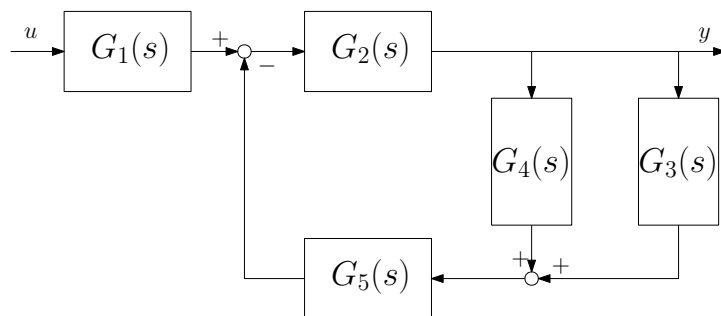 u
G₁(s)
+
−
G₂(s)
y
G₄(s)
G₃(s)
+
+
G₅(s)